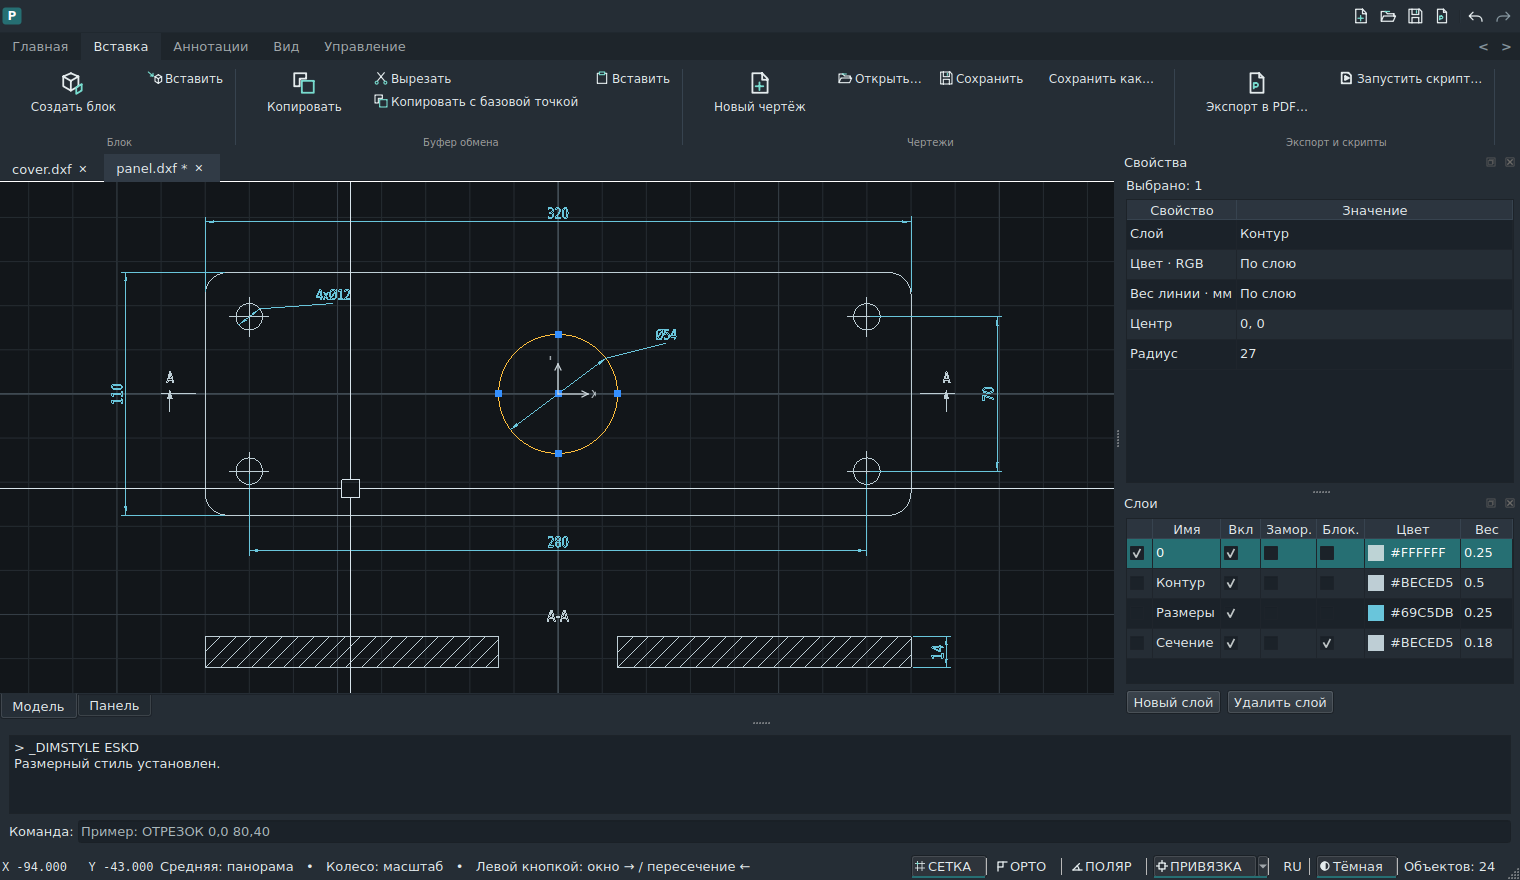 P
Главная Вставка Аннотации Вид Управление < >
Создать блок
Вставить
Блок
Копировать
Вырезать
Копировать с базовой точкой
Вставить
Буфер обмена
Новый чертёж
Открыть... Сохранить Сохранить как...
Чертежи
Экспорт в PDF...
Запустить скрипт...
Экспорт и скрипты
cover.dxf × panel.dxf * ×
320
4xØ12
Ø54
110
A
X
A
70
280
A-A
14
Модель Панель
Свойства
Выбрано: 1
Свойство Значение
Слой Контур
Цвет · RGB По слою
Вес линии · мм По слою
Центр 0, 0
Радиус 27
Слои
Имя Вкл Замор. Блок. Цвет Вес
0 #FFFFFF 0.25
Контур #BECED5 0.5
Размеры #69C5DB 0.25
Сечение #BECED5 0.18
Новый слой Удалить слой
> _DIMSTYLE ESKD
Размерный стиль установлен.
Команда: Пример: ОТРЕЗОК 0,0 80,40
X -94.000 Y -43.000 Средняя: панорама • Колесо: масштаб • Левой кнопкой: окно → / пересечение ← СЕТКА ОРТО ПОЛЯР ПРИВЯЗКА RU Тёмная Объектов: 24